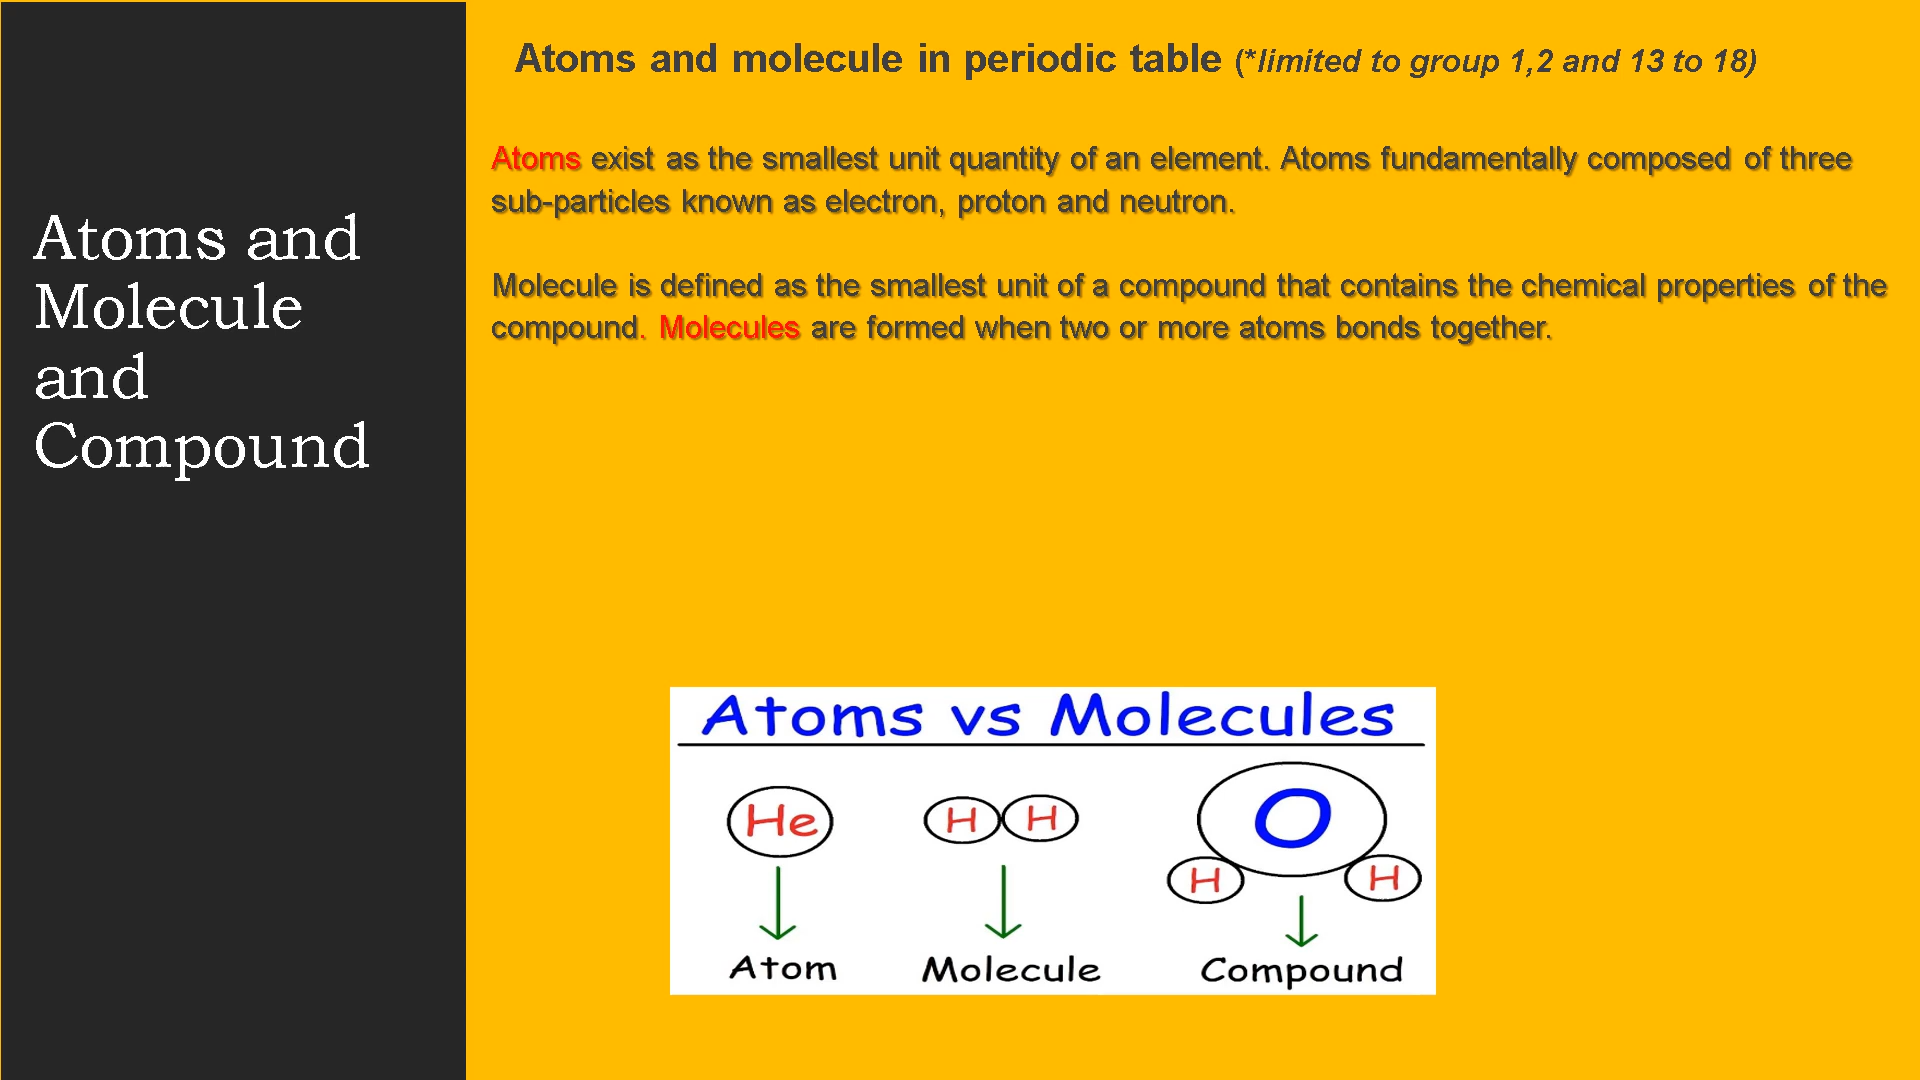 Atoms and
Molecule
and
Compound
Atoms and molecule in periodic table (*limited to group 1,2 and 13 to 18)
Atoms exist as the smallest unit quantity of an element. Atoms fundamentally composed of three
sub-particles known as electron, proton and neutron.
Molecule is defined as the smallest unit of a compound that contains the chemical properties of the
compound. Molecules are formed when two or more atoms bonds together.
Atoms vs Molecules
He
H H
O
H H
Atom Molecule Compound